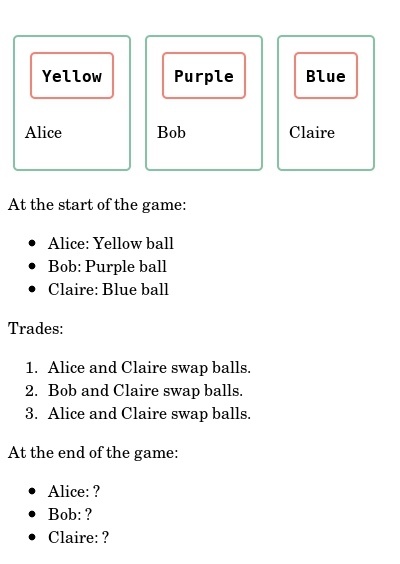 Yellow Purple Blue
Alice Bob Claire
At the start of the game:
• Alice: Yellow ball
• Bob: Purple ball
• Claire: Blue ball
Trades:
1. Alice and Claire swap balls.
2. Bob and Claire swap balls.
3. Alice and Claire swap balls.
At the end of the game:
• Alice: ?
• Bob: ?
• Claire: ?